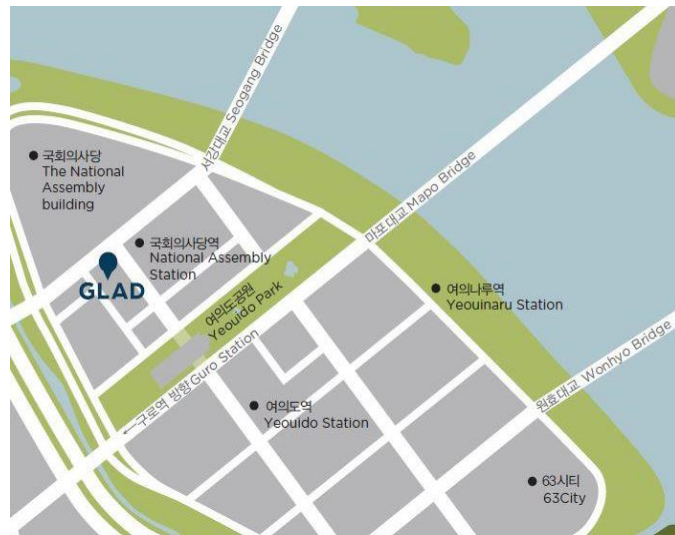 서강대교 Seogang Bridge
국회의사당
The National
Assembly
building
마포대교 Mapo Bridge
국회의사당역
National Assembly
Station
GLAD
여의도공원
Yeouido Park
여의나루역
Yeouinaru Station
←구로역 방향 Guro Station
원효대교 Wonhyo Bridge
여의도역
Yeouido Station
63시티
63City